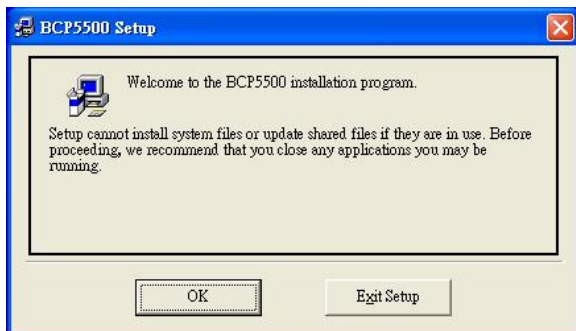 BCP5500 Setup
Welcome to the BCP5500 installation program.
Setup cannot install system files or update shared files if they are in use. Before
proceeding, we recommend that you close any applications you may be
running.
OK
Exit Setup